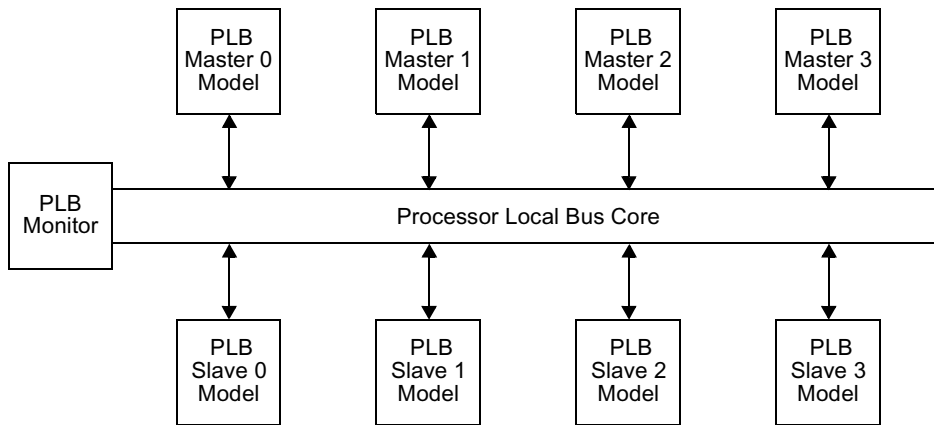 PLB
Master 0
Model
PLB
Master 1
Model
PLB
Master 2
Model
PLB
Master 3
Model
PLB
Monitor
Processor Local Bus Core
PLB
Slave 0
Model
PLB
Slave 1
Model
PLB
Slave 2
Model
PLB
Slave 3
Model